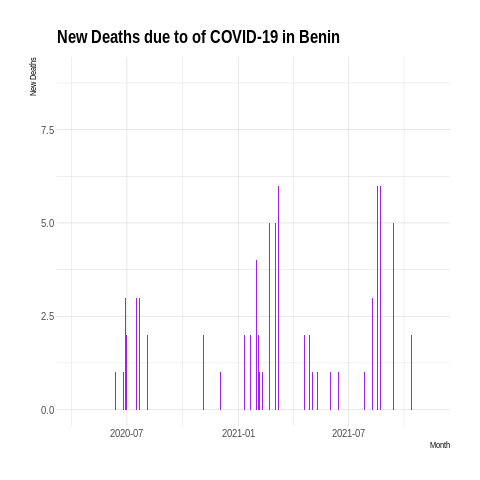 New Deaths due to of COVID-19 in Benin
New Deaths
7.5
5.0
2.5
0.0
2020-07 2021-01 2021-07
Month